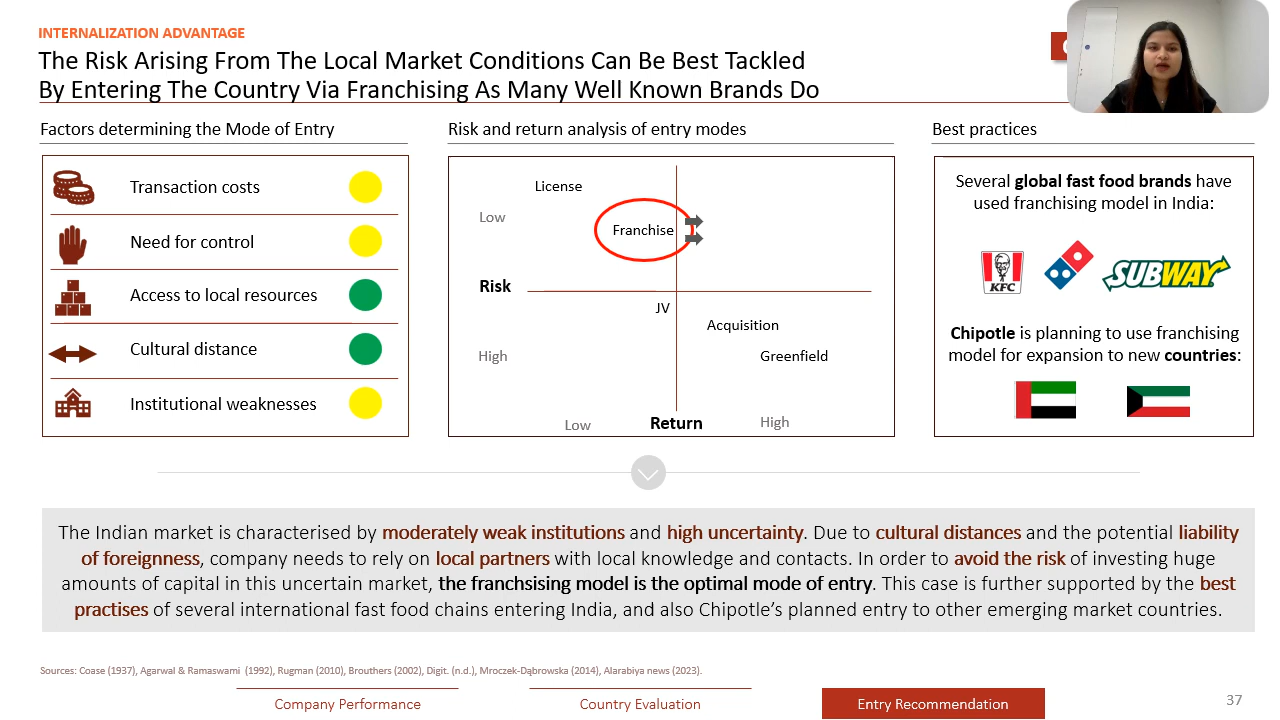 INTERNALIZATION ADVANTAGE
The Risk Arising From The Local Market Conditions Can Be Best Tackled
By Entering The Country Via Franchising As Many Well Known Brands Do
Factors determining the Mode of Entry
Transaction costs
Need for control
Access to local resources
Cultural distance
Institutional weaknesses
Risk and return analysis of entry modes
License
Low
Franchise
Risk
JV
Acquisition
High
Greenfield
Low
Return
High
Best practices
Several global fast food brands have
used franchising model in India:
KFC
SUBWAY
Chipotle is planning to use franchising
model for expansion to new countries:
The Indian market is characterised by moderately weak institutions and high uncertainty. Due to cultural distances and the potential liability
of foreignness, company needs to rely on local partners with local knowledge and contacts. In order to avoid the risk of investing huge
amounts of capital in this uncertain market, the franchsising model is the optimal mode of entry. This case is further supported by the best
practises of several international fast food chains entering India, and also Chipotle’s planned entry to other emerging market countries.
Sources: Coase (1937), Agarwal & Ramaswami (1992), Rugman (2010), Brouthers (2002), Digit. (n.d.), Mroczek-Dąbrowska (2014), Alarabiya news (2023).
Company Performance
Country Evaluation
Entry Recommendation
37